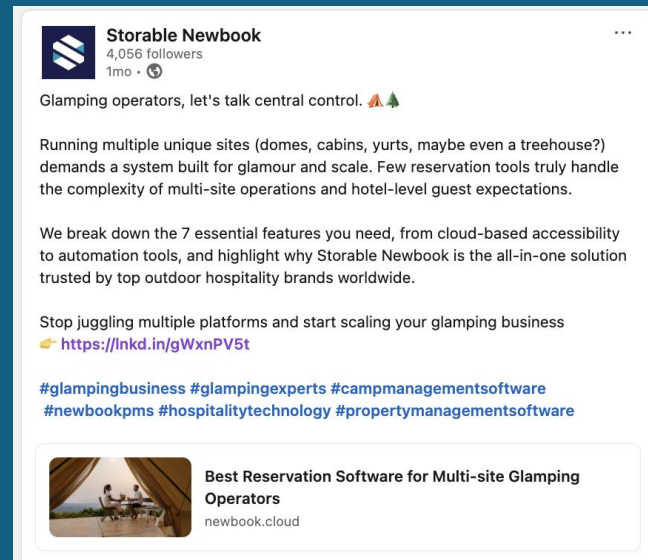 Storable Newbook
4,056 followers
1mo •
Glamping operators, let's talk central control. 🏕️🌲
Running multiple unique sites (domes, cabins, yurts, maybe even a treehouse?)
demands a system built for glamour and scale. Few reservation tools truly handle
the complexity of multi-site operations and hotel-level guest expectations.
We break down the 7 essential features you need, from cloud-based accessibility
to automation tools, and highlight why Storable Newbook is the all-in-one solution
trusted by top outdoor hospitality brands worldwide.
Stop juggling multiple platforms and start scaling your glamping business
👉 https://lnkd.in/gWxnPV5t
#glampingbusiness #glampingexperts #campmanagementsoftware
#newbookpms #hospitalitytechnology #propertymanagementsoftware
Best Reservation Software for Multi-site Glamping
Operators
newbook.cloud